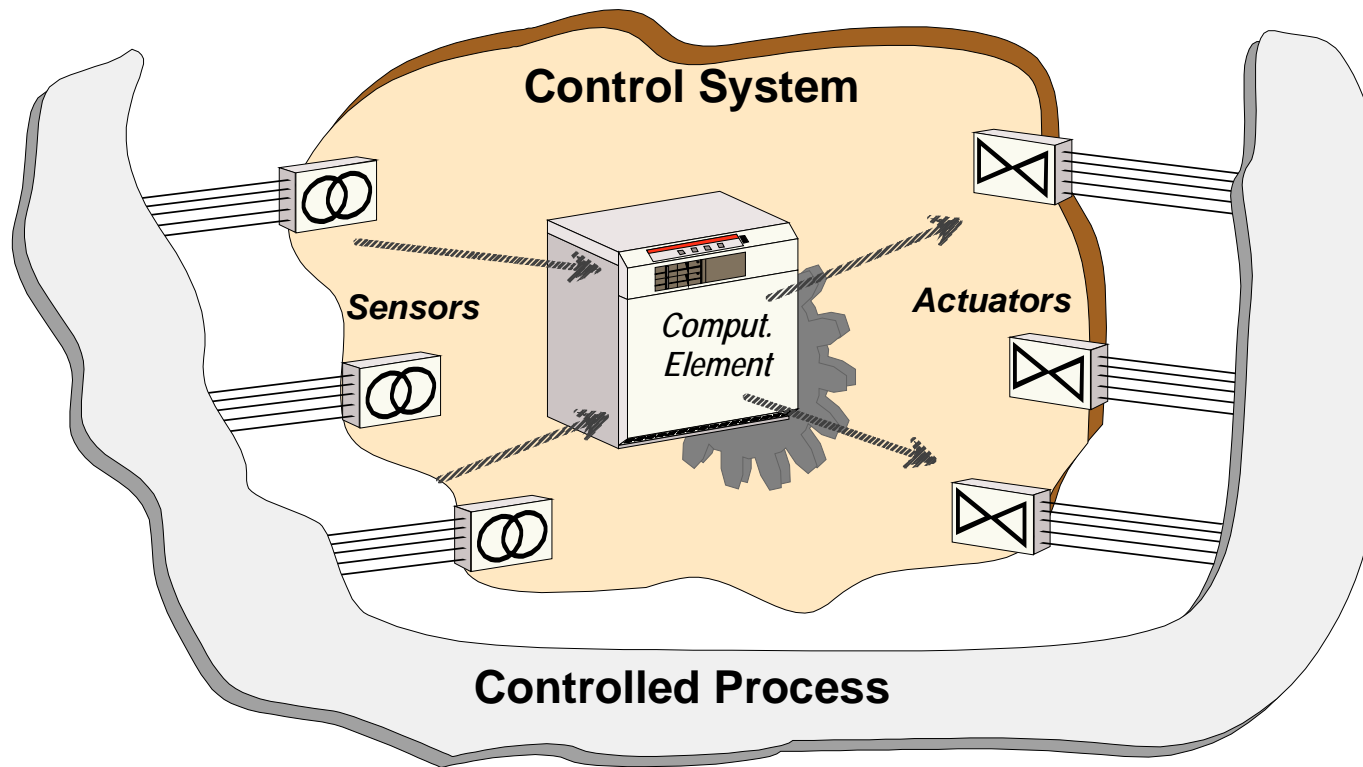 Control System
Sensors
Actuators
Comput.
Element
Controlled Process